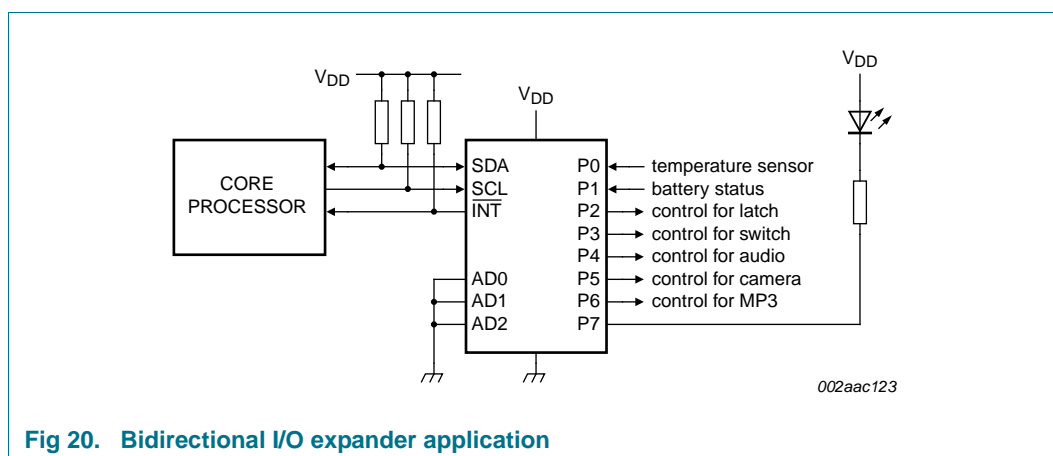 VDD
VDD
VDD
CORE
PROCESSOR
SDA
SCL
INT
AD0
AD1
AD2
P0
P1
P2
P3
P4
P5
P6
P7
temperature sensor
battery status
control for latch
control for switch
control for audio
control for camera
control for MP3
002aac123
Fig 20. Bidirectional I/O expander application